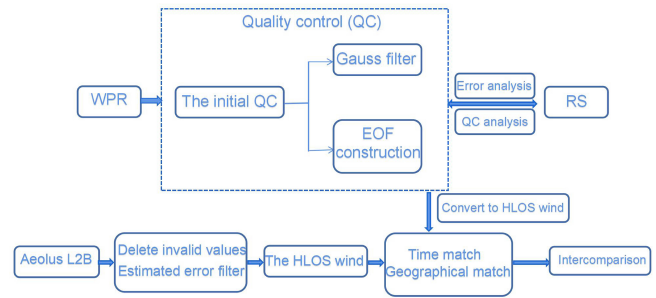 Quality control (QC)
Gauss filter
WPR
The initial QC
EOF
construction
Error analysis
QC analysis
RS
Convert to HLOS wind
Aeolus L2B
Delete invalid values
Estimated error filter
The HLOS wind
Time match
Geographical match
Intercomparison